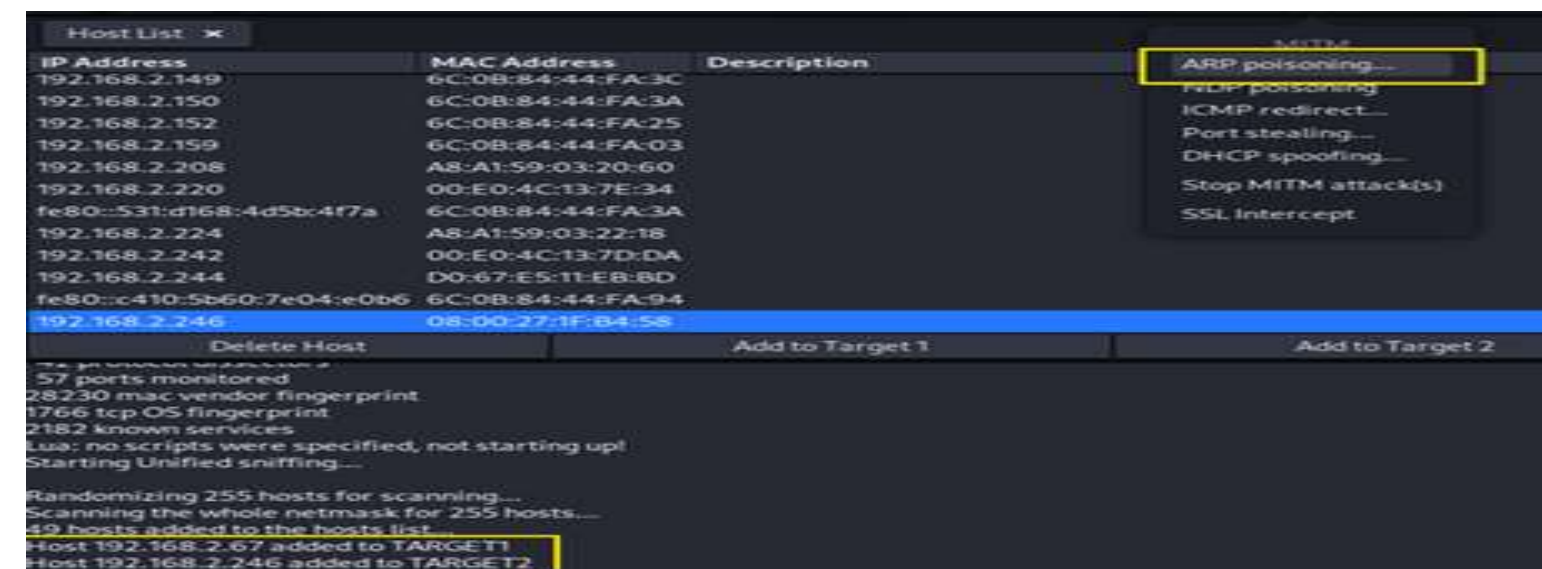 Host List ×
MITM
IP Address MAC Address Description
ARP poisoning...
192.168.2.149 6C:0B:84:44:FA:3C
NDP poisoning
192.168.2.150 6C:0B:84:44:FA:3A
ICMP redirect...
192.168.2.152 6C:0B:84:44:FA:25
Port stealing...
192.168.2.159 6C:0B:84:44:FA:03
DHCP spoofing...
192.168.2.208 A8:A1:59:03:20:60
192.168.2.220 00:E0:4C:13:7E:34
Stop MITM attack(s)
fe80::531:d168:4d5b:4f7a 6C:0B:84:44:FA:3A
SSL Intercept
192.168.2.224 A8:A1:59:03:22:18
192.168.2.242 00:E0:4C:13:7D:DA
192.168.2.244 D0:67:E5:11:EB:BD
fe80::c410:5b60:7e04:e0b6 6C:0B:84:44:FA:94
192.168.2.246 08:00:27:1F:B4:58
Delete Host Add to Target 1 Add to Target 2
42 protocol dissectors
57 ports monitored
28230 mac vendor fingerprint
1766 tcp OS fingerprint
2182 known services
Lua: no scripts were specified, not starting up!
Starting Unified sniffing...
Randomizing 255 hosts for scanning...
Scanning the whole netmask for 255 hosts...
49 hosts added to the hosts list...
Host 192.168.2.67 added to TARGET1
Host 192.168.2.246 added to TARGET2